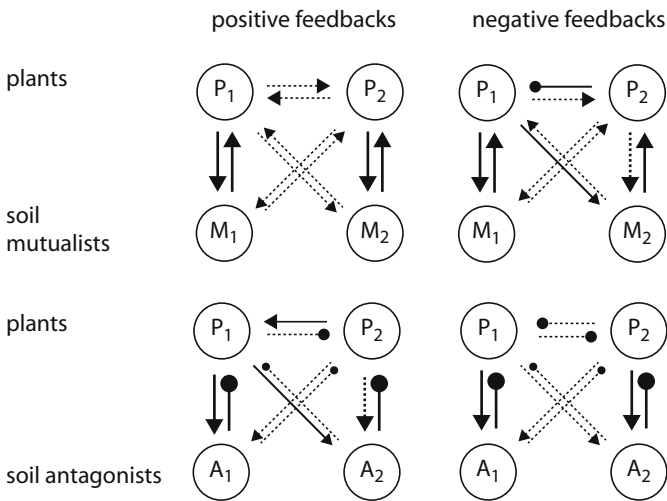 positive feedbacks negative feedbacks
plants P1 P2 P1 P2
soil
mutualists M1 M2 M1 M2
plants P1 P2 P1 P2
soil antagonists A1 A2 A1 A2